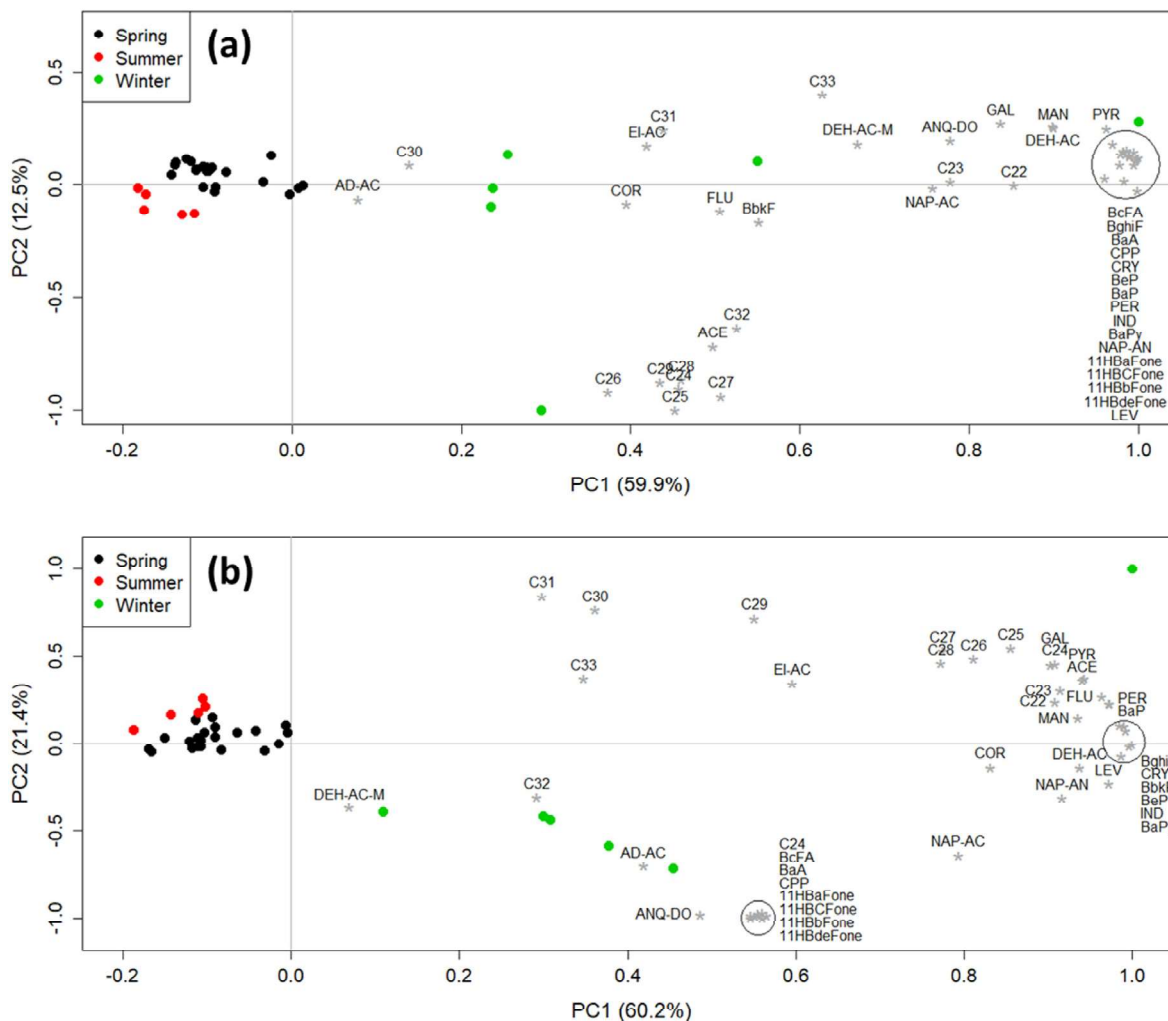 Spring
Summer
Winter
(a)
C33
C31
EI-AC
C30
AD-AC
COR
FLU
BbkF
DEH-AC-M
ANQ-DO
GAL
MAN
PYR
DEH-AC
C23
C22
NAP-AC
C32
ACE
C28
C29
C24
C26
C27
C25
BcFA
BghiF
BaA
CPP
CRY
BeP
BaP
PER
IND
BaPy
NAP-AN
11HBaFone
11HBCFone
11HBbFone
11HBdeFone
LEV
0.5
0.0
-0.5
-1.0
PC2 (12.5%)
-0.2 0.0 0.2 0.4 0.6 0.8 1.0
PC1 (59.9%)
Spring
Summer
Winter
(b)
C31
C30
C29
C33
EI-AC
C27
C28
C26
C25
GAL
C24
PYR
ACE
C23
C22
FLU
MAN
PER
BaP
COR
DEH-AC
LEV
NAP-AN
NAP-AC
Bghi
CRY
Bbk
BeP
IND
BaP
DEH-AC-M
C32
AD-AC
ANQ-DO
C24
BcFA
BaA
CPP
11HBaFone
11HBCFone
11HBbFone
11HBdeFone
1.0
0.5
0.0
-0.5
-1.0
PC2 (21.4%)
-0.2 0.0 0.2 0.4 0.6 0.8 1.0
PC1 (60.2%)